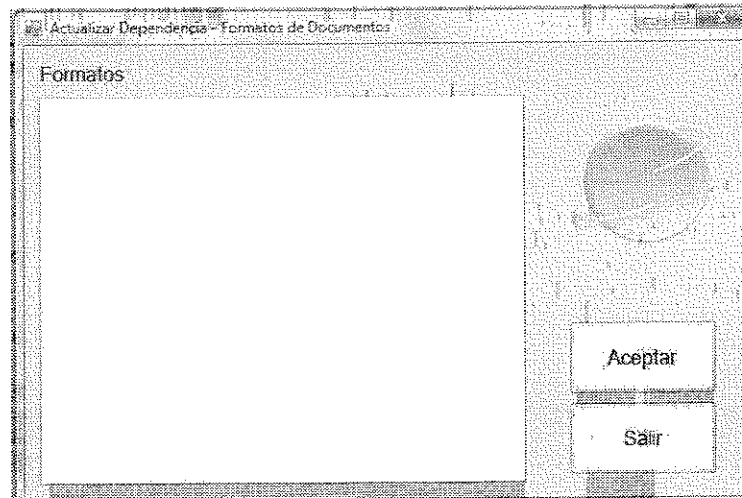 Actualizar Dependencia - Formatos de Documentos
Formatos
Aceptar
Salir